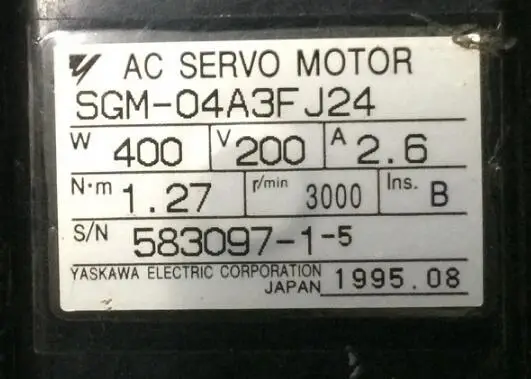 AC SERVO MOTOR
SGM-04A3FJ24
W 400 V 200 A 2.6
N·m 1.27 r/min 3000 Ins. B
S/N 583097-1-5
YASKAWA ELECTRIC CORPORATION
JAPAN 1995.08